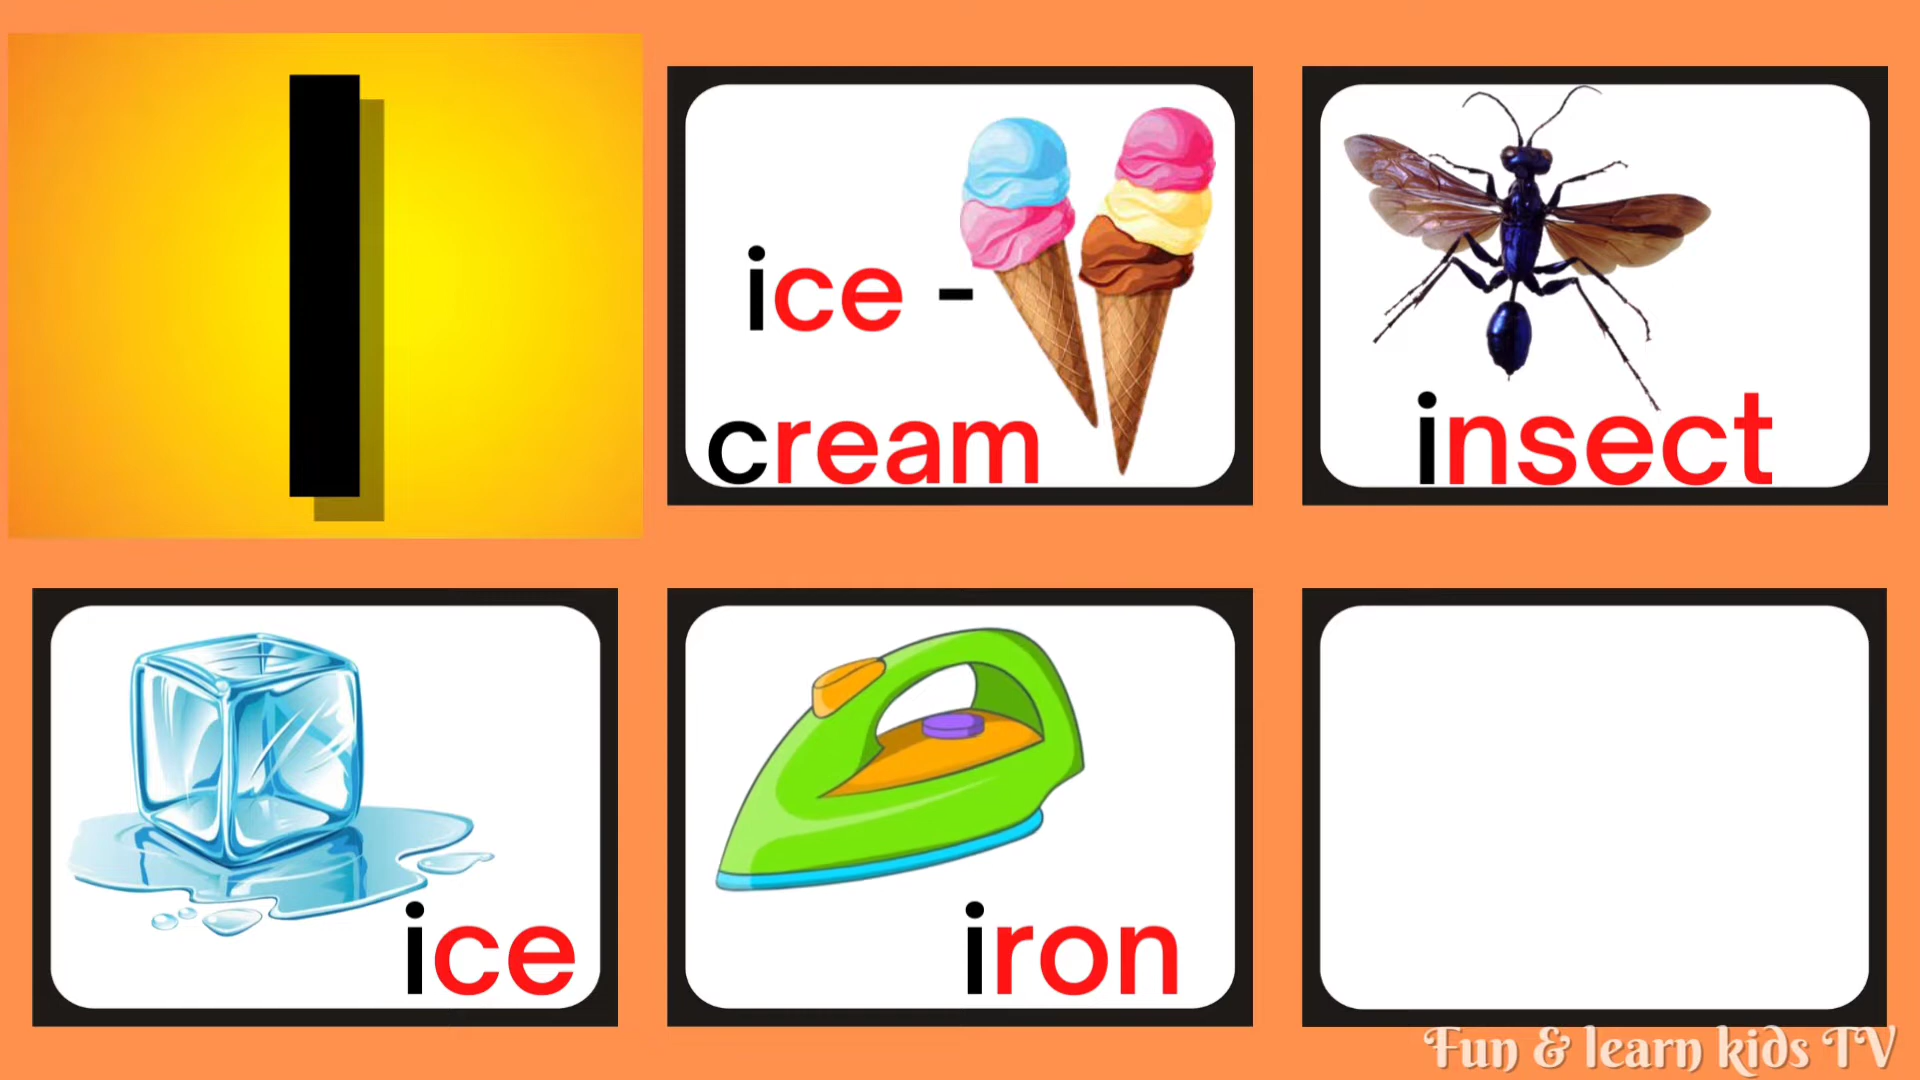 I
ice -
cream
insect
ice
iron
Fun & learn kids TV